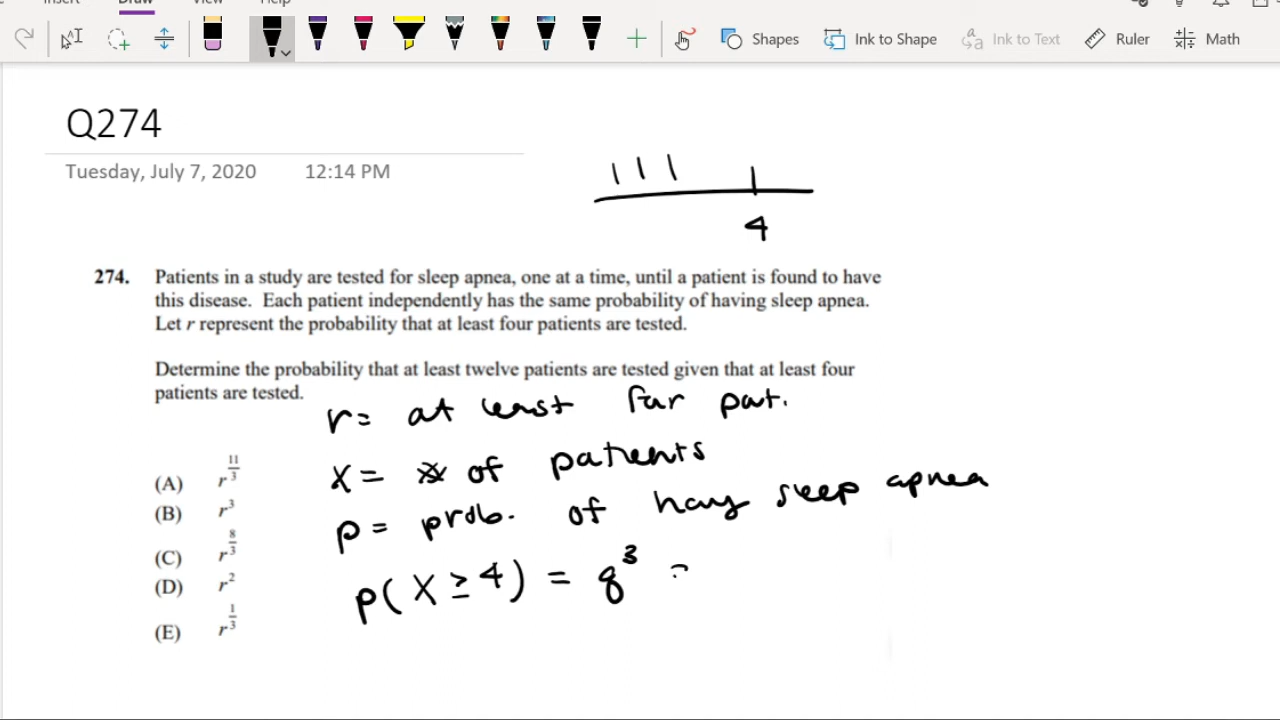 Insert Draw Help
Shapes Ink to Shape Ink to Text Ruler Math
Q274
Tuesday, July 7, 2020 12:14 PM
4
274. Patients in a study are tested for sleep apnea, one at a time, until a patient is found to have
this disease. Each patient independently has the same probability of having sleep apnea.
Let r represent the probability that at least four patients are tested.
Determine the probability that at least twelve patients are tested given that at least four
patients are tested.
r= at least four pat.
X = # of patients
p = prob. of havg sleep apnea
P(X ≥ 4) = q³ =
(A) r^(11/3)
(B) r³
(C) r^(8/3)
(D) r²
(E) r^(1/3)